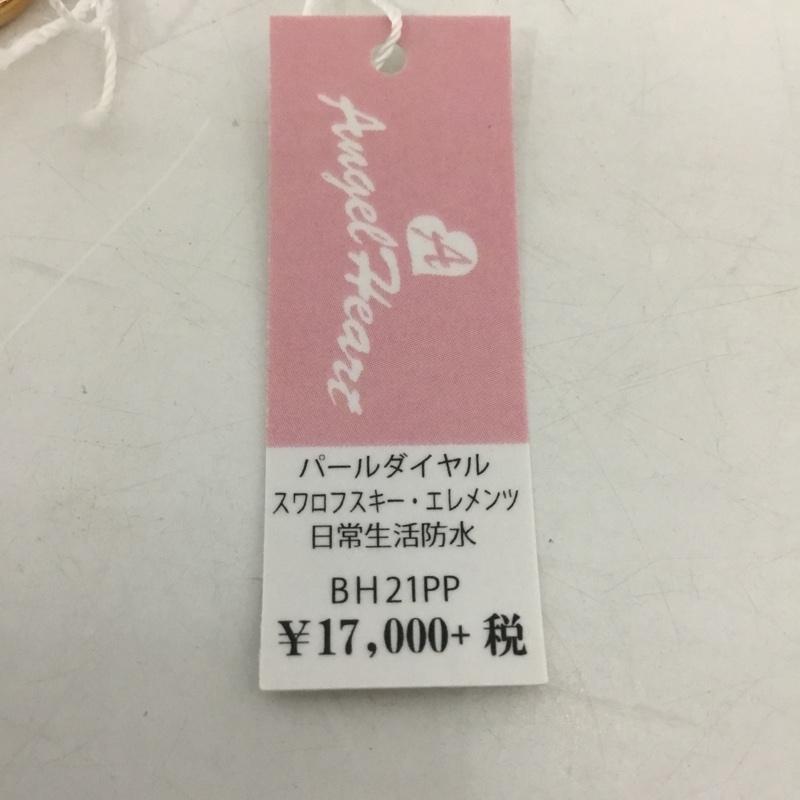 Angel Heart
A
パールダイヤル
スワロフスキー・エレメンツ
日常生活防水
BH21PP
¥17,000+ 税